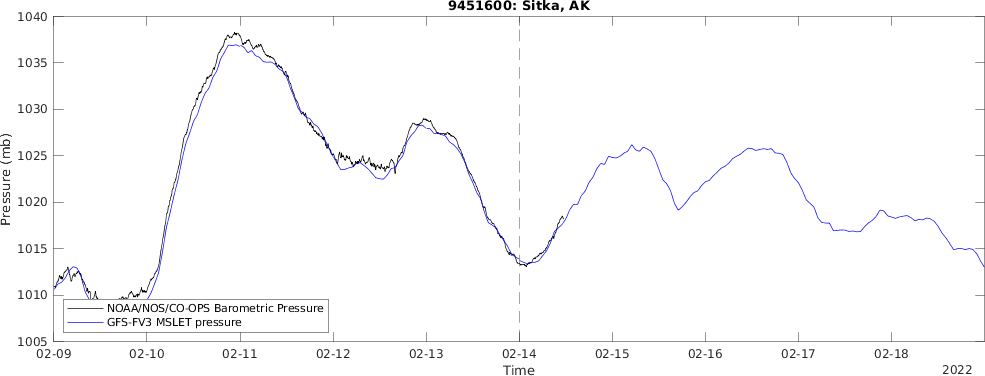 9451600: Sitka, AK
1040
1035
1030
1025
1020
1015
1010
1005
Pressure (mb)
NOAA/NOS/CO-OPS Barometric Pressure
GFS-FV3 MSLET pressure
02-09 02-10 02-11 02-12 02-13 02-14 02-15 02-16 02-17 02-18
Time
2022